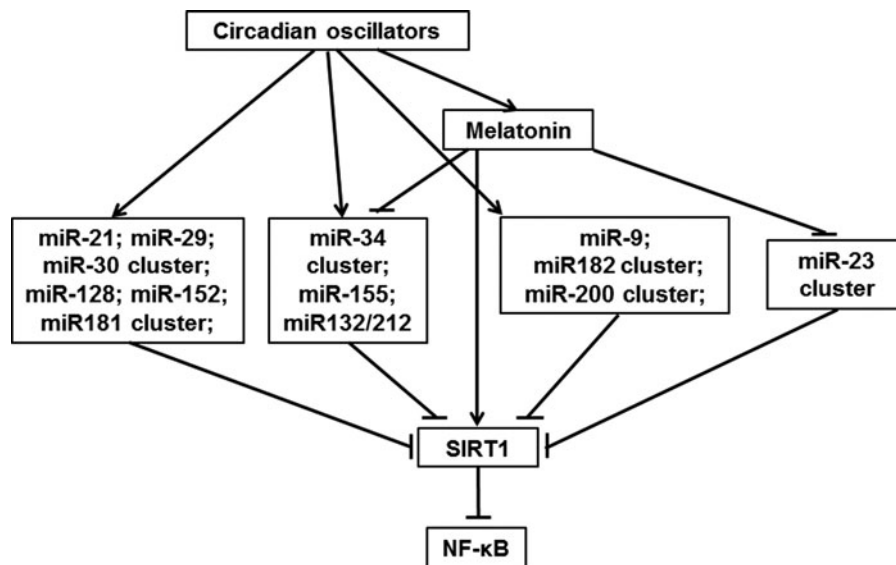 Circadian oscillators
Melatonin
miR-21; miR-29;
miR-30 cluster;
miR-128; miR-152;
miR181 cluster;
miR-34
cluster;
miR-155;
miR132/212
miR-9;
miR182 cluster;
miR-200 cluster;
miR-23
cluster
SIRT1
NF-κB